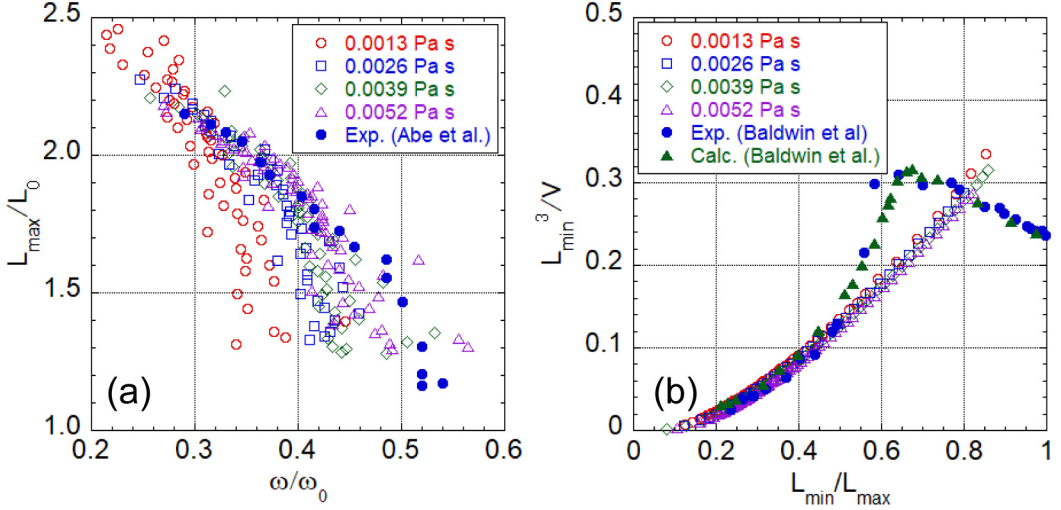 2.5
2.0
1.5
1.0
0.2
0.3
0.4
0.5
0.6
L_max/L_0
ω/ω_0
0.0013 Pa s
0.0026 Pa s
0.0039 Pa s
0.0052 Pa s
Exp. (Abe et al.)
(a)
0.5
0.4
0.3
0.2
0.1
0
0
0.2
0.4
0.6
0.8
1
L_min^3/V
L_min/L_max
0.0013 Pa s
0.0026 Pa s
0.0039 Pa s
0.0052 Pa s
Exp. (Baldwin et al)
Calc. (Baldwin et al.)
(b)